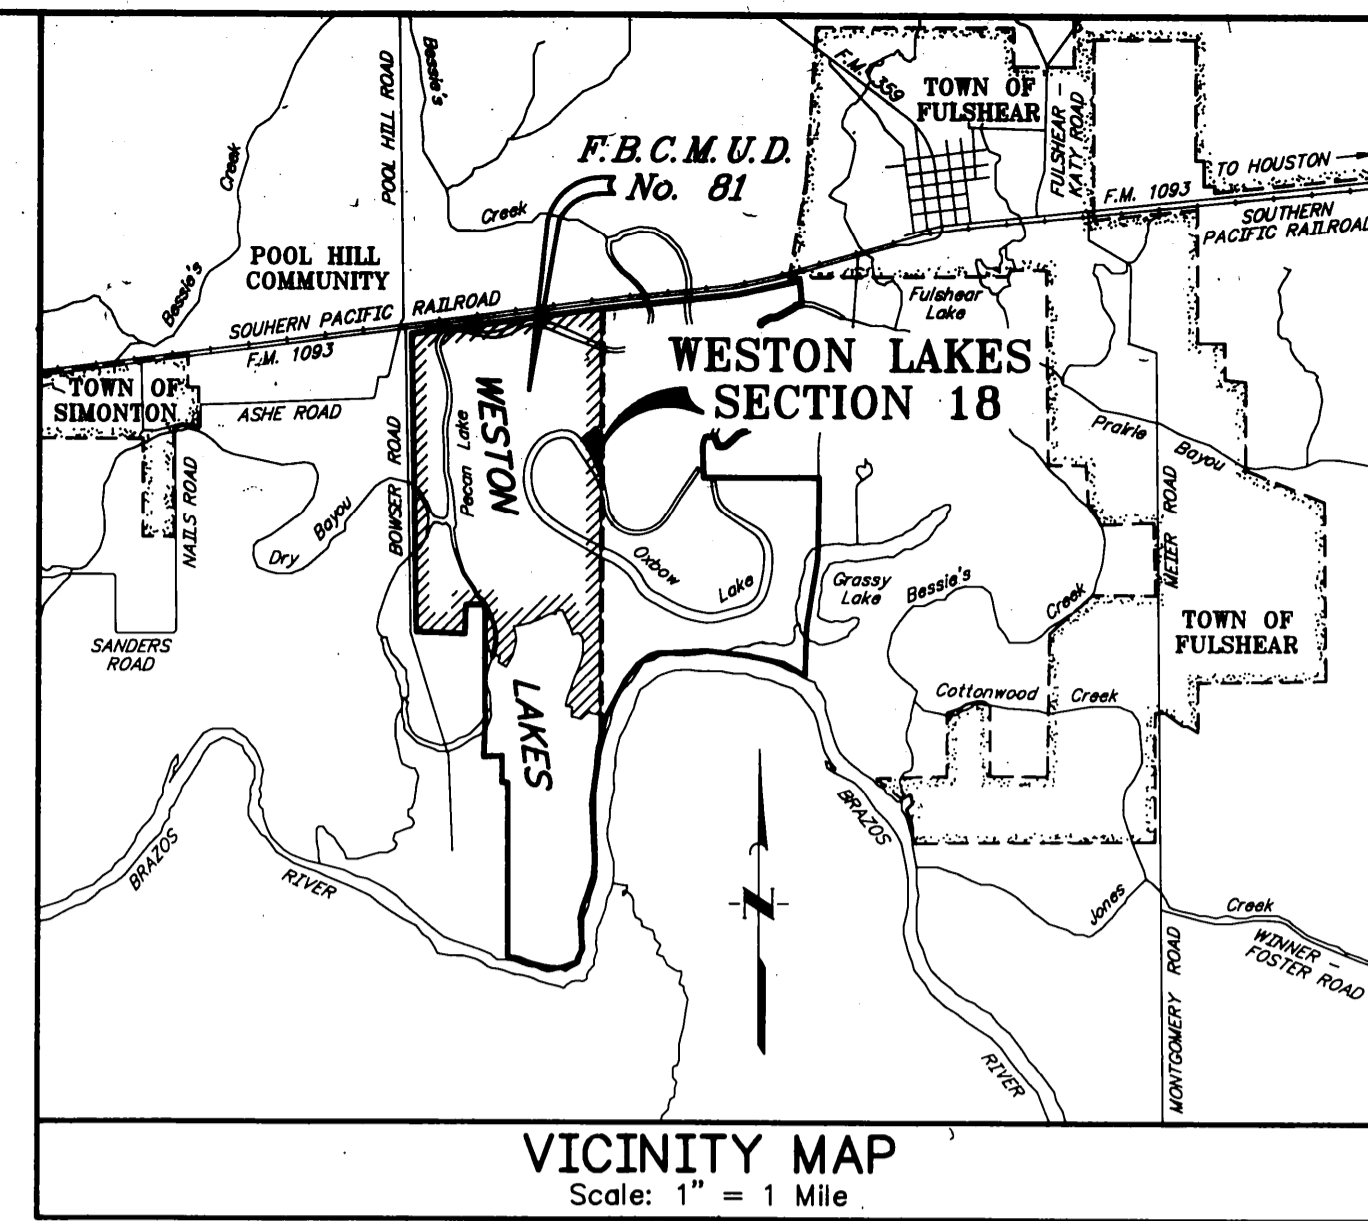 POOL HILL ROAD
Bessie's
Creek
F.M. 359
TOWN OF
FULSHEAR
FULSHEAR -
KATY ROAD
TO HOUSTON
F.M. 1093
SOUTHERN
PACIFIC RAILROAD
F.B.C.M.U.D.
No. 81
Bessie's
Creek
POOL HILL
COMMUNITY
SOUHERN PACIFIC RAILROAD
F.M. 1093
Fulshear
Lake
TOWN OF
SIMONTON
ASHE ROAD
NAILS ROAD
BOWSER ROAD
Pecan Lake
WESTON
LAKES
WESTON LAKES
SECTION 18
Prairie
Bayou
METER ROAD
Dry Bayou
Oxbow
Lake
Grassy
Lake
Bessie's
Creek
SANDERS
ROAD
TOWN OF
FULSHEAR
Cottonwood Creek
BRAZOS
RIVER
BRAZOS
RIVER
N
Jones
Creek
WINNER -
FOSTER ROAD
MONTGOMERY ROAD
VICINITY MAP
Scale: 1" = 1 Mile